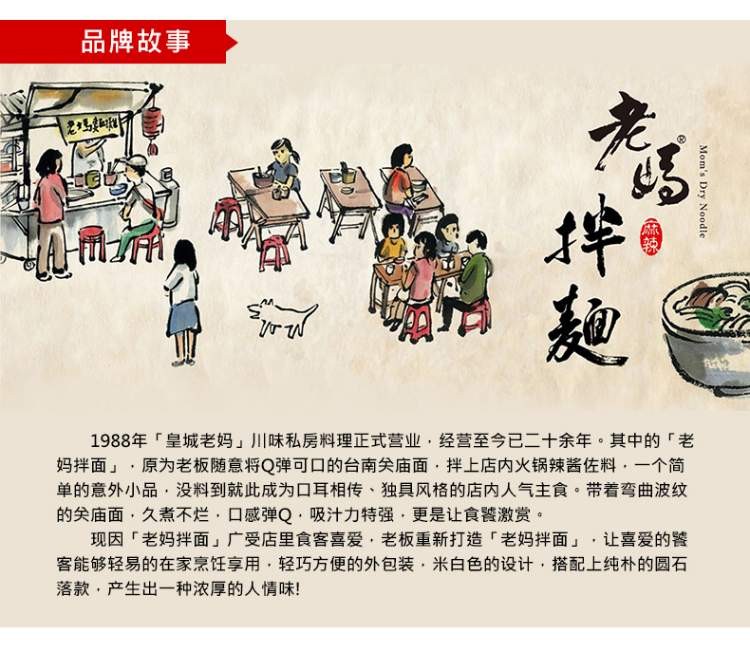 品牌故事
老媽
®
Mom's Dry Noodle
拌麵
麻辣
1988年「皇城老妈」川味私房料理正式营业，经营至今已二十余年。其中的「老
妈拌面」，原为老板随意将Q弹可口的台南关庙面，拌上店内火锅辣酱佐料，一个简
单的意外小品，没料到就此成为口耳相传、独具风格的店内人气主食。带着弯曲波纹
的关庙面，久煮不烂，口感弹Q，吸汁力特强，更是让食饕激赏。
现因「老妈拌面」广受店里食客喜爱，老板重新打造「老妈拌面」，让喜爱的饕
客能够轻易的在家烹饪享用，轻巧方便的外包装，米白色的设计，搭配上纯朴的圆石
落款，产生出一种浓厚的人情味!